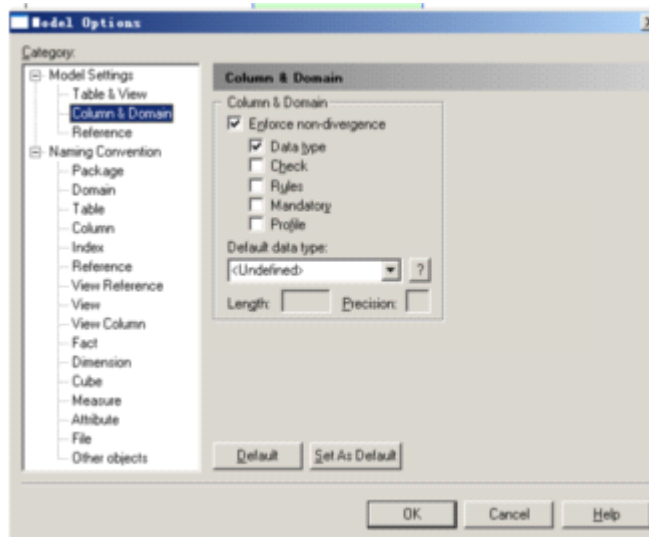 Model Options
Category:
Model Settings
Table & View
Column & Domain
Reference
Naming Convention
Package
Domain
Table
Column
Index
Reference
View Reference
View
View Column
Fact
Dimension
Cube
Measure
Attribute
File
Other objects
Column & Domain
Column & Domain
Enforce non-divergence
Data type
Check
Rules
Mandatory
Profile
Default data type:
<Undefined>
?
Length:
Precision:
Default
Set As Default
OK
Cancel
Help